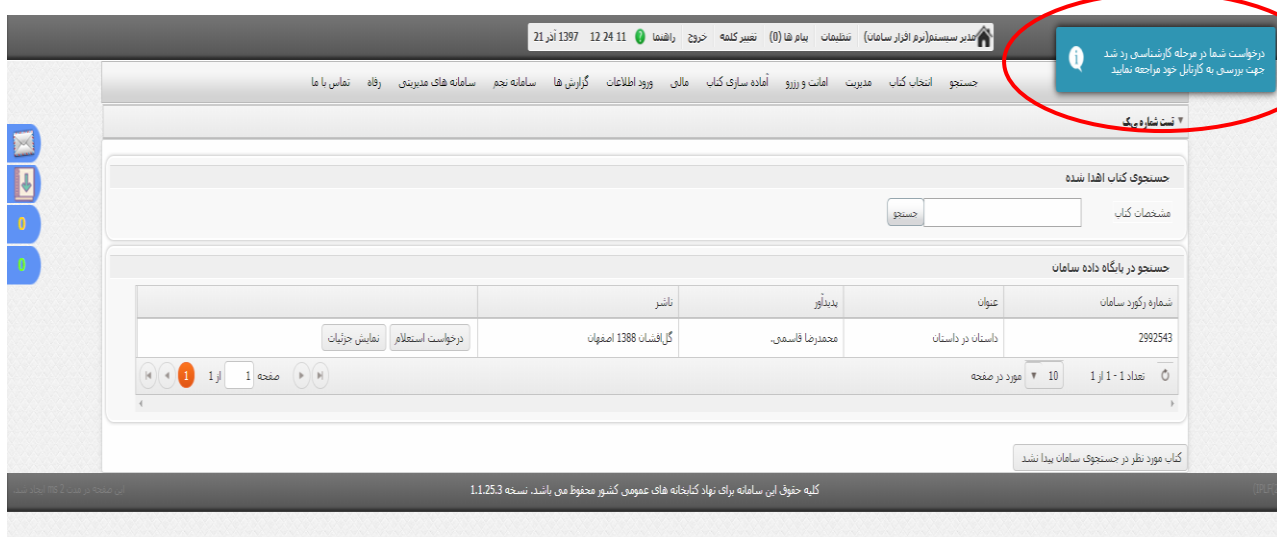 مدیر سیستم(نرم افزار سامان) تنظیمات پیام ها (0) تغییر کلمه خروج راهنما 11 24 12 1397 آذر 21
درخواست شما در مرحله کارشناسی رد شد
جهت بررسی به کارتابل خود مراجعه نمایید
جستجو انتخاب کتاب مدیریت امانت و رزرو آماده سازی کتاب مالی ورود اطلاعات گزارش ها سامانه نجم سامانه های مدیریتی رفاه تماس با ما
تست شماره یک
جستجوی کتاب اهدا شده
مشخصات کتاب جستجو
0
0
جستجو در پایگاه داده سامان
شماره رکورد سامان عنوان پدیدآور ناشر
2992543 داستان در داستان محمدرضا قاسمی، گل‌افشان 1388 اصفهان درخواست استعلام نمایش جزئیات
تعداد 1 - 1 از 1 10 مورد در صفحه صفحه 1 از 1 1
کتاب مورد نظر در جستجوی سامان پیدا نشد
کلیه حقوق این سامانه برای نهاد کتابخانه های عمومی کشور محفوظ می باشد. نسخه 1.1.25.3